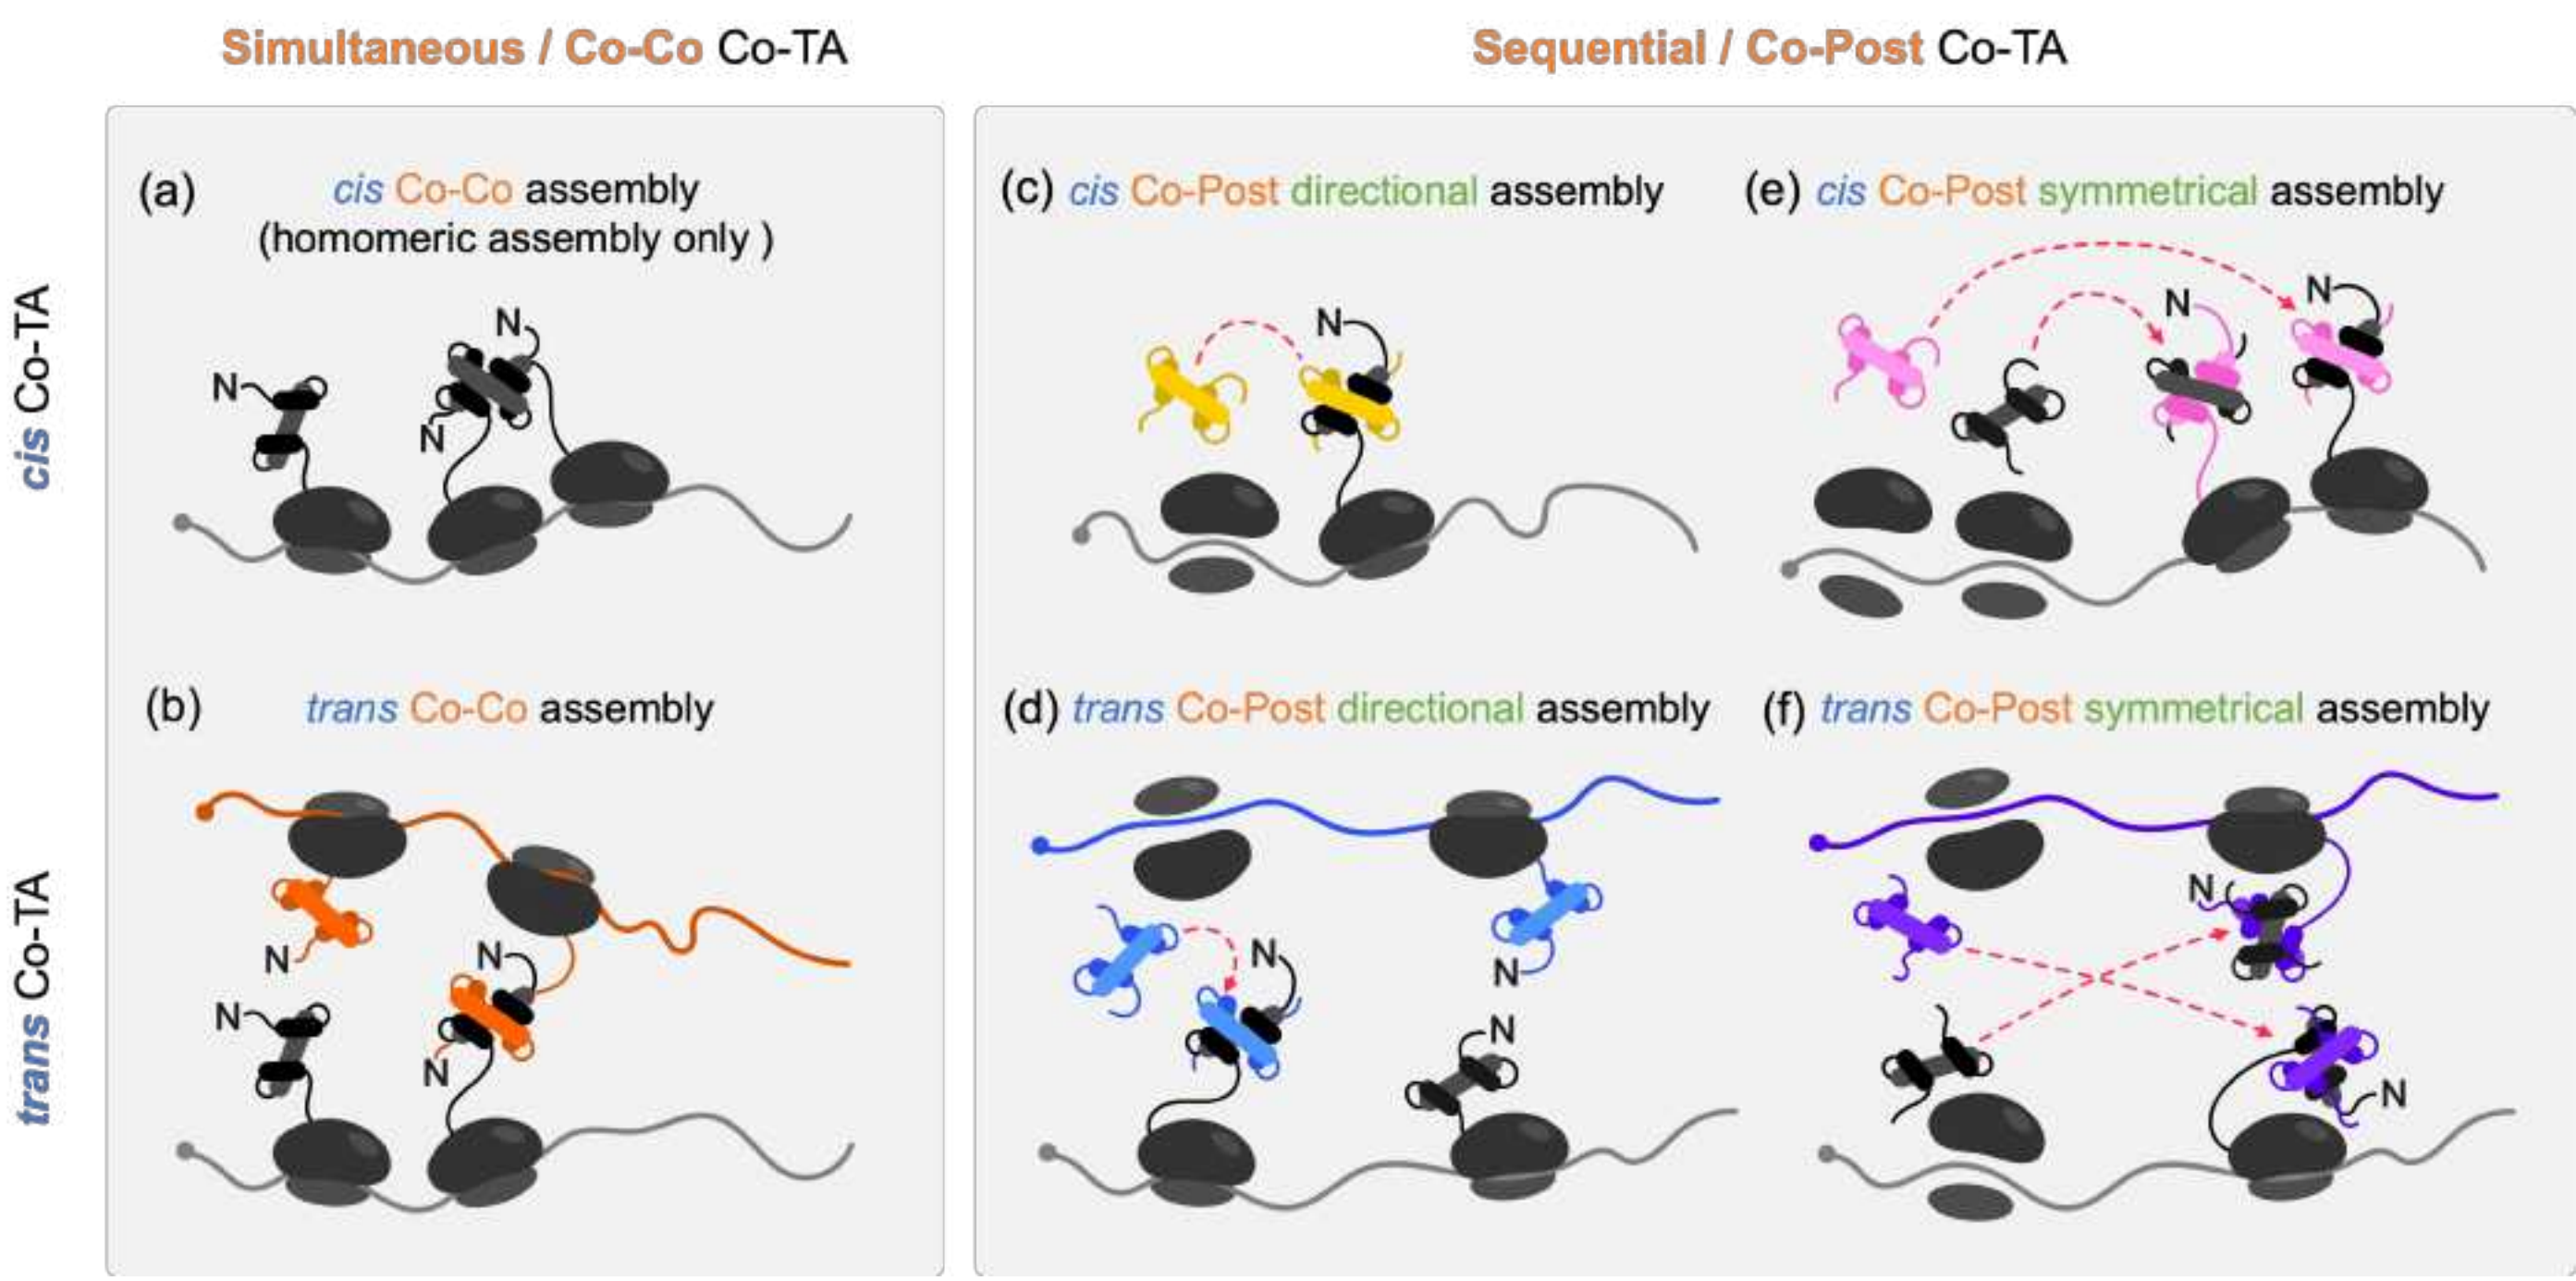 Simultaneous / Co-Co Co-TA
Sequential / Co-Post Co-TA
cis Co-TA
(a) cis Co-Co assembly
(homomeric assembly only )
N
N
N
(c) cis Co-Post directional assembly
N
(e) cis Co-Post symmetrical assembly
N
N
trans Co-TA
(b) trans Co-Co assembly
N
N
N
N
(d) trans Co-Post directional assembly
N
N
N
(f) trans Co-Post symmetrical assembly
N
N